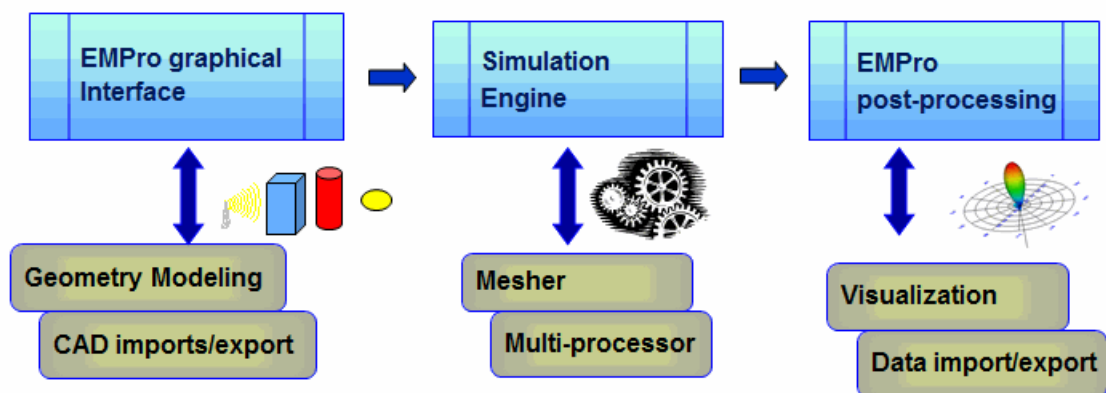 EMPro graphical
Interface
Simulation
Engine
EMPro
post-processing
Geometry Modeling
CAD imports/export
Mesher
Multi-processor
Visualization
Data import/export